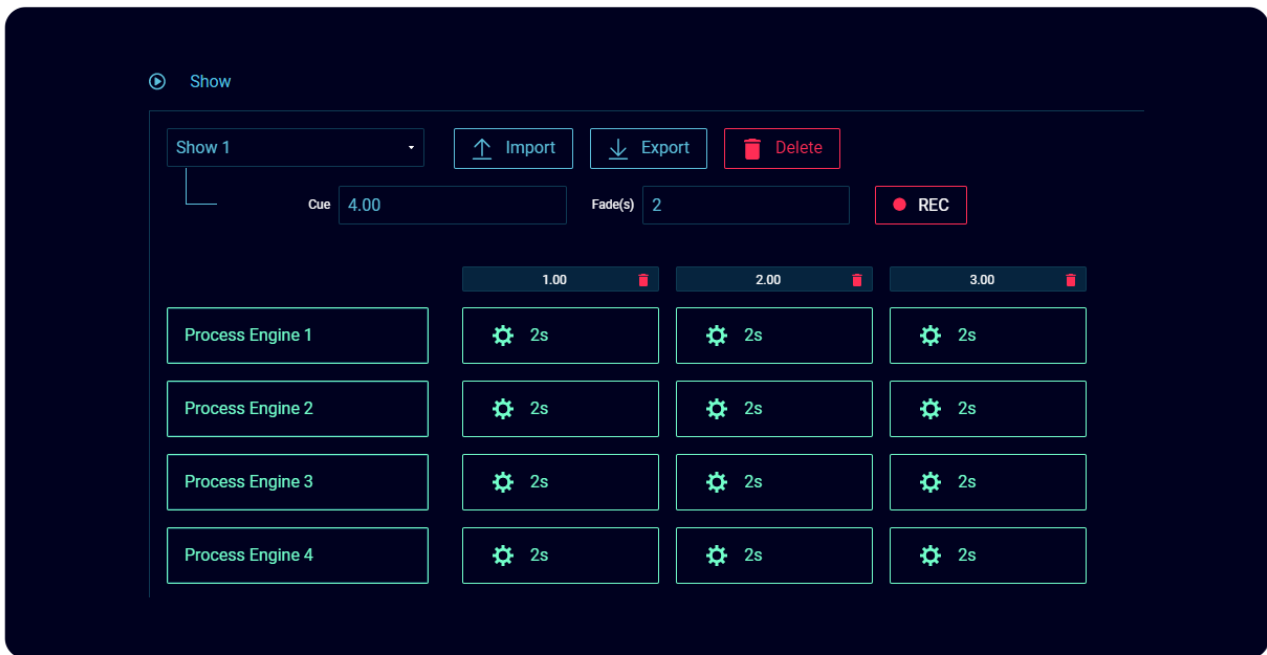 Show
Show 1 Import Export Delete
Cue 4.00 Fade(s) 2 REC
1.00 2.00 3.00
Process Engine 1 2s 2s 2s
Process Engine 2 2s 2s 2s
Process Engine 3 2s 2s 2s
Process Engine 4 2s 2s 2s